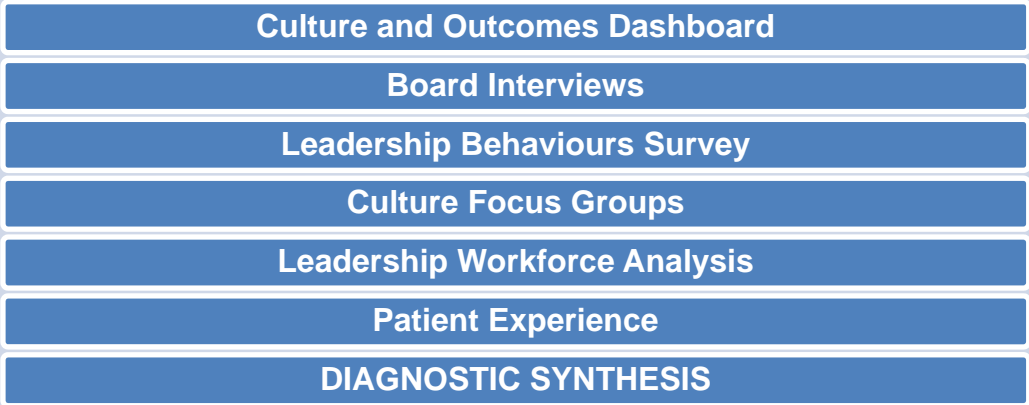 Culture and Outcomes Dashboard
Board Interviews
Leadership Behaviours Survey
Culture Focus Groups
Leadership Workforce Analysis
Patient Experience
DIAGNOSTIC SYNTHESIS